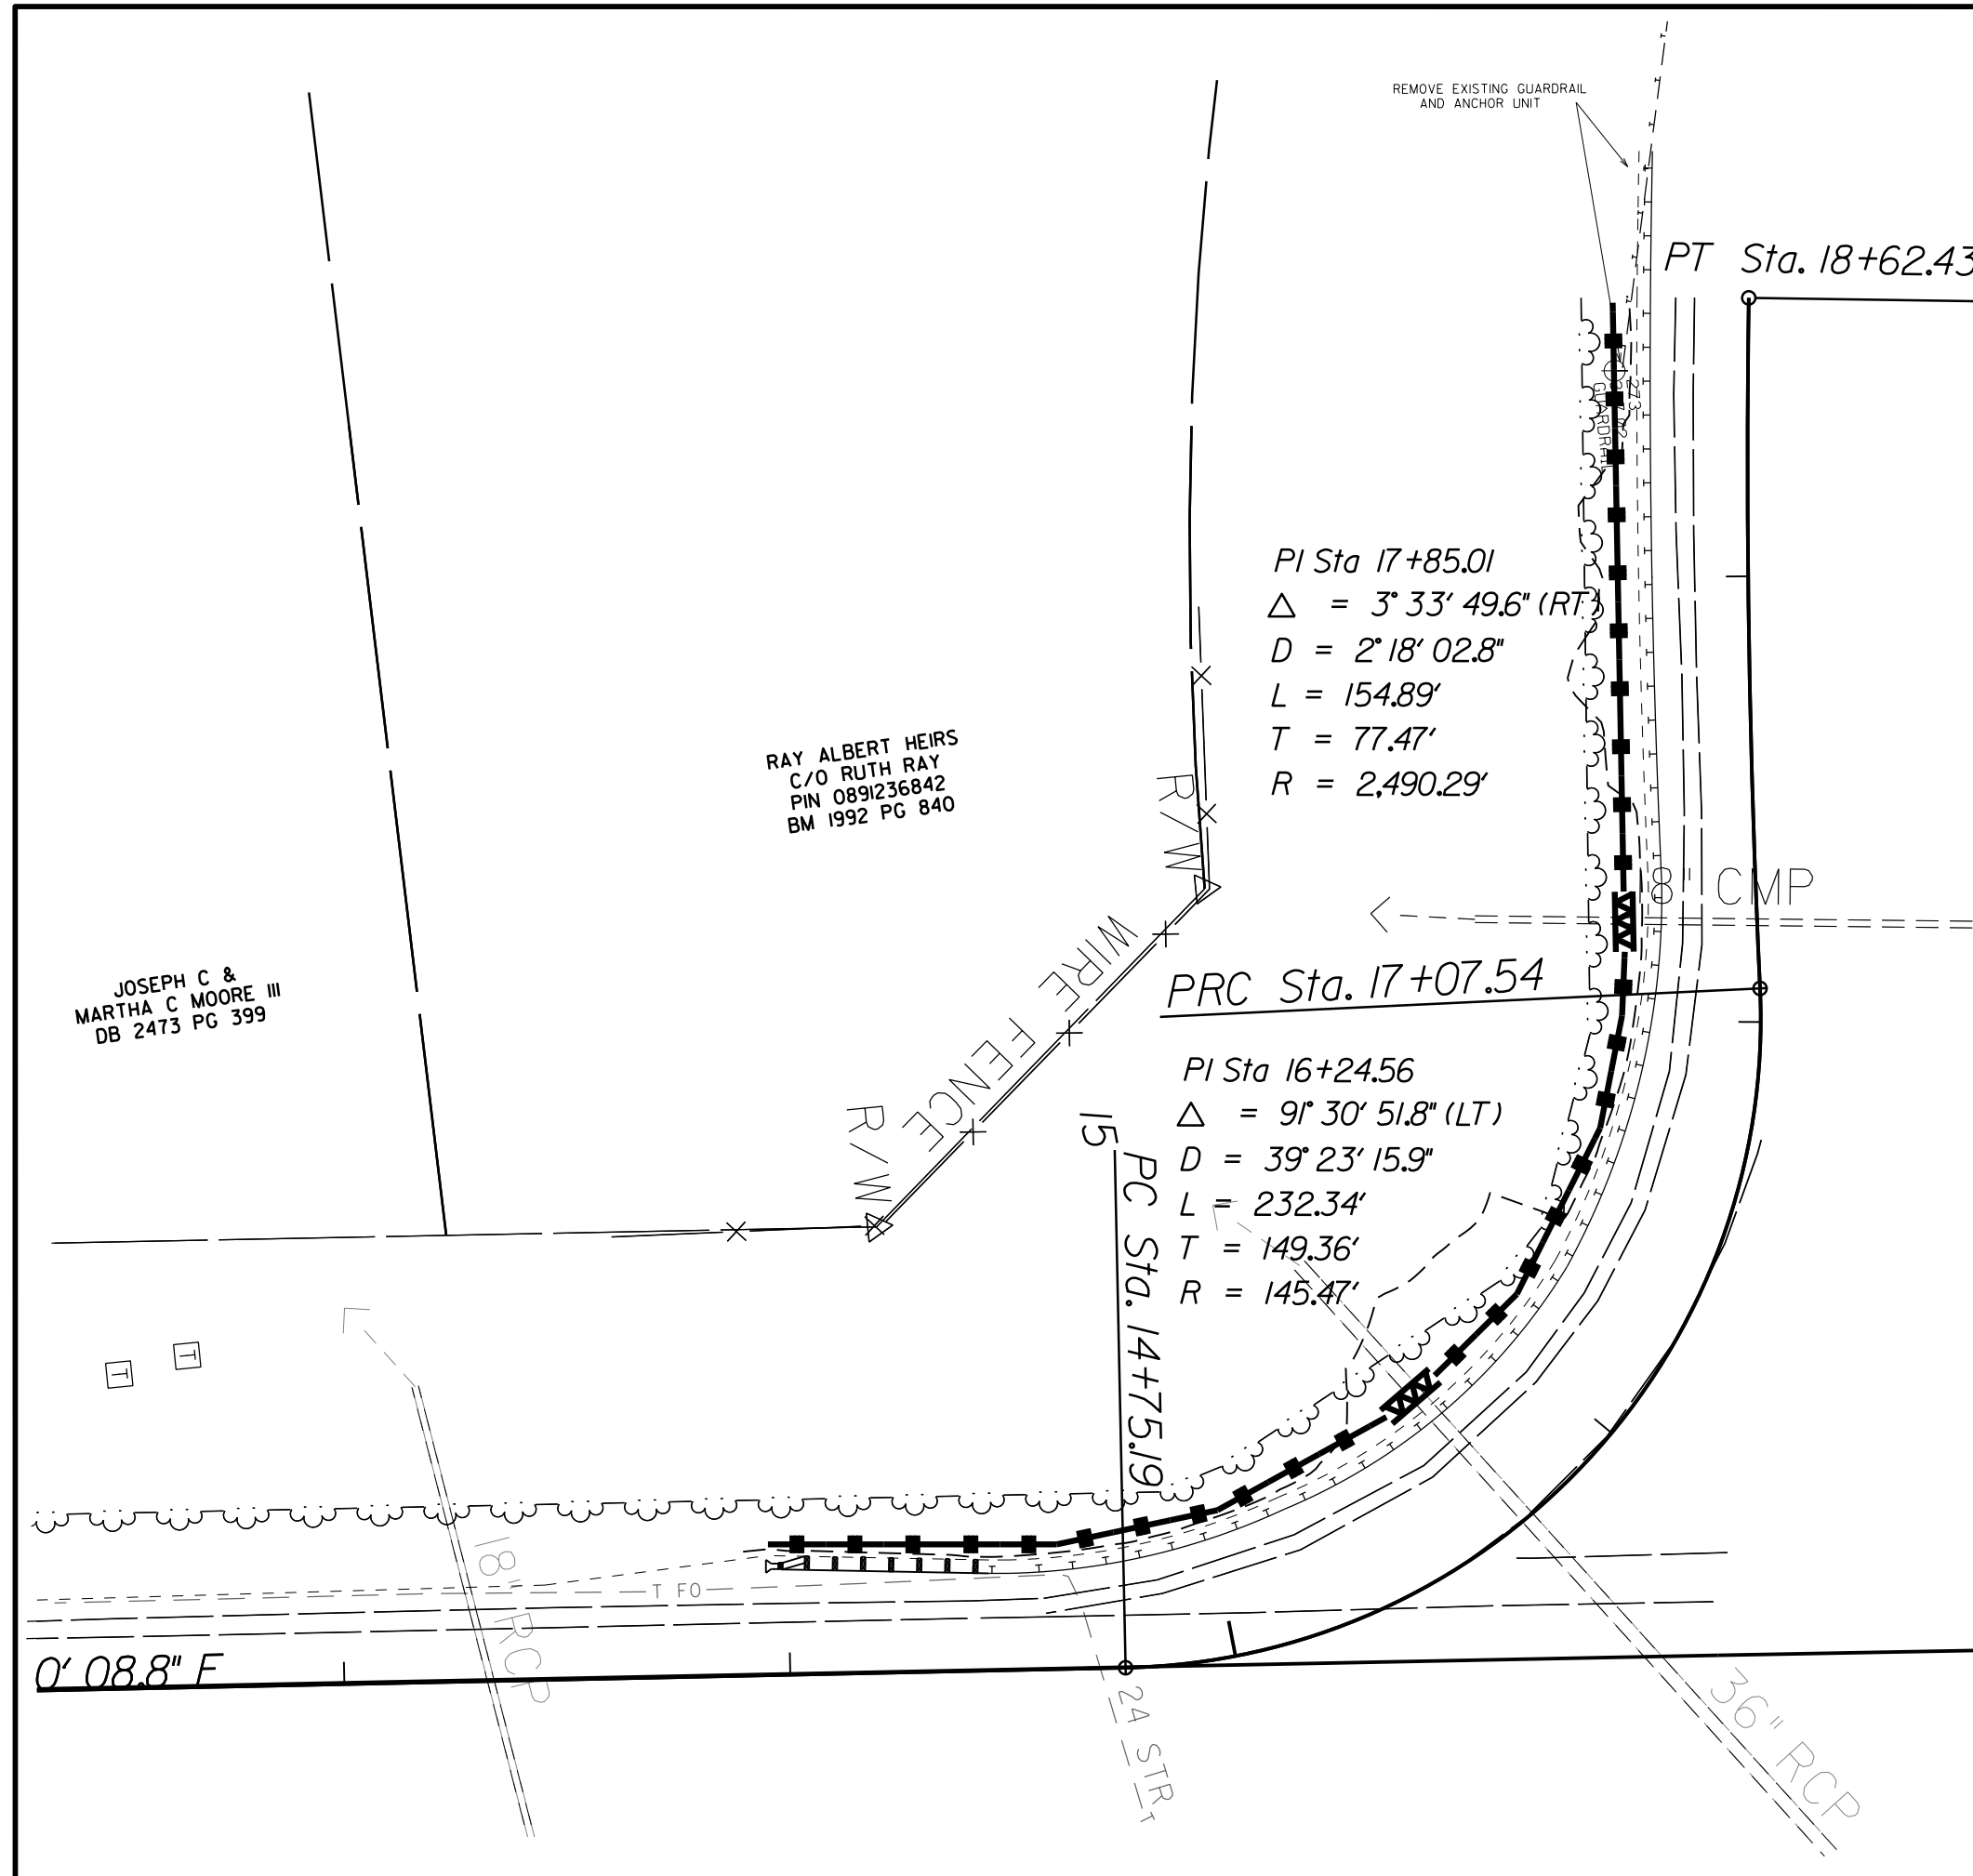 REMOVE EXISTING GUARDRAIL
AND ANCHOR UNIT
PT Sta. 18+62.43
273
GUARDRAIL
PI Sta 17+85.01
△ = 3° 33' 49.6" (RT)
D = 2° 18' 02.8"
L = 154.89'
T = 77.47'
R = 2,490.29'
RAY ALBERT HEIRS
C/O RUTH RAY
PIN 0891236842
BM 1992 PG 840
R/W
8" CMP
WIRE FENCE
JOSEPH C &
MARTHA C MOORE III
DB 2473 PG 399
PRC Sta. 17+07.54
R/W
PI Sta 16+24.56
△ = 91° 30' 51.8" (LT)
D = 39° 23' 15.9"
L = 232.34'
T = 149.36'
R = 145.47'
15
PC Sta. 14+75.19
T
T
18" RCP
T FO
0' 08.8" E
24 STR T
36" RCP